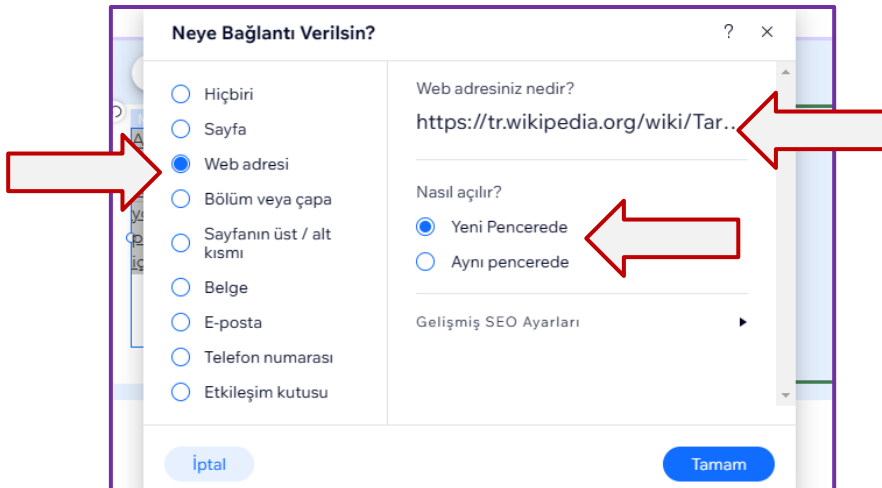 Neye Bağlantı Verilsin?
?
Hiçbiri
Sayfa
Web adresi
Bölüm veya çapa
Sayfanın üst / alt
kısmı
Belge
E-posta
Telefon numarası
Etkileşim kutusu
Web adresiniz nedir?
https://tr.wikipedia.org/wiki/Tar...
Nasıl açılır?
Yeni Pencerede
Aynı pencerede
Gelişmiş SEO Ayarları
İptal
Tamam